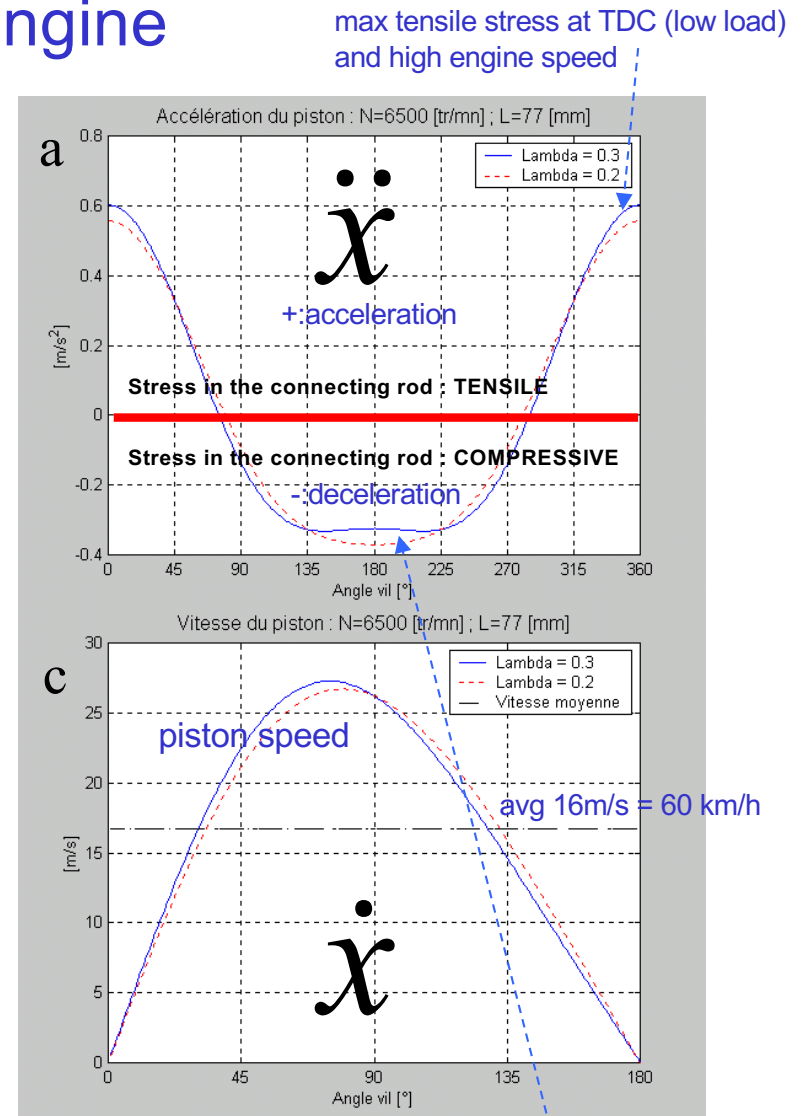 ngine
max tensile stress at TDC (low load)
and high engine speed
Accélération du piston : N=6500 [tr/mn] ; L=77 [mm]
a
0.8
0.6
0.4
0.2
0
-0.2
-0.4
[m/s²]
Lambda = 0.3
Lambda = 0.2
ẍ
+:acceleration
Stress in the connecting rod : TENSILE
Stress in the connecting rod : COMPRESSIVE
-:deceleration
0 45 90 135 180 225 270 315 360
Angle vil [°]
Vitesse du piston : N=6500 [tr/mn] ; L=77 [mm]
c
30
25
20
15
10
5
0
[m/s]
Lambda = 0.3
Lambda = 0.2
Vitesse moyenne
piston speed
avg 16m/s = 60 km/h
ẋ
0 45 90 135 180
Angle vil [°]